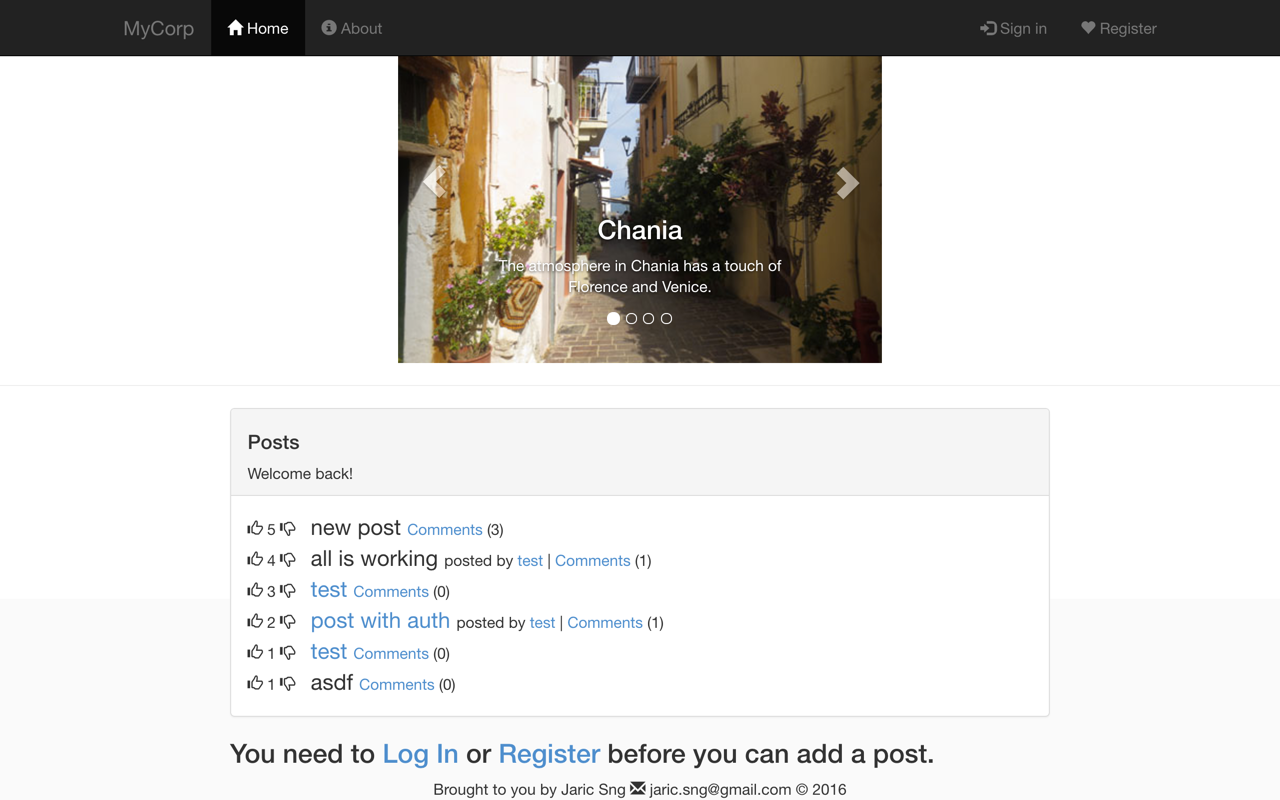 MyCorp Home About Sign in Register
Chania
The atmosphere in Chania has a touch of
Florence and Venice.
Posts
Welcome back!
5 new post Comments (3)
4 all is working posted by test | Comments (1)
3 test Comments (0)
2 post with auth posted by test | Comments (1)
1 test Comments (0)
1 asdf Comments (0)
You need to Log In or Register before you can add a post.
Brought to you by Jaric Sng jaric.sng@gmail.com © 2016